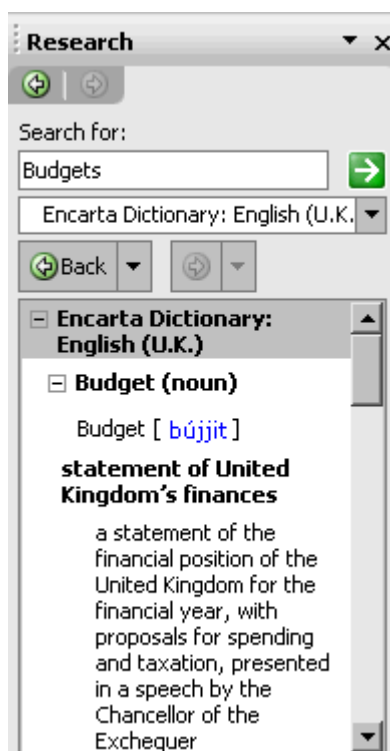 Research
Search for:
Budgets
Encarta Dictionary: English (U.K.
Back
Encarta Dictionary:
English (U.K.)
Budget (noun)
Budget [ bújjit ]
statement of United
Kingdom's finances
a statement of the
financial position of the
United Kingdom for the
financial year, with
proposals for spending
and taxation, presented
in a speech by the
Chancellor of the
Exchequer